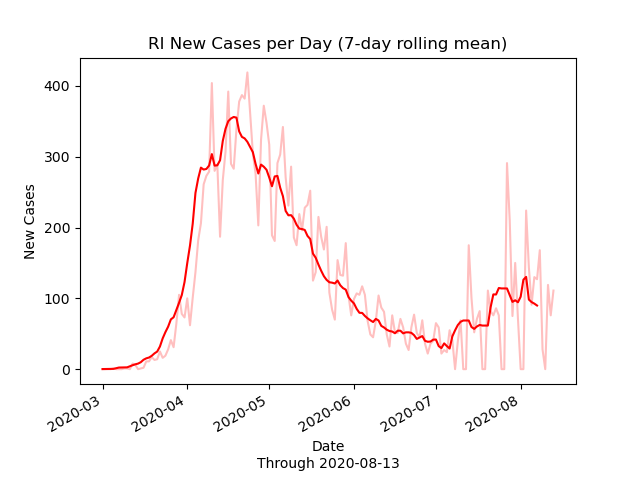 RI New Cases per Day (7-day rolling mean)
New Cases
400
300
200
100
0
2020-03
2020-04
2020-05
2020-06
2020-07
2020-08
Date
Through 2020-08-13